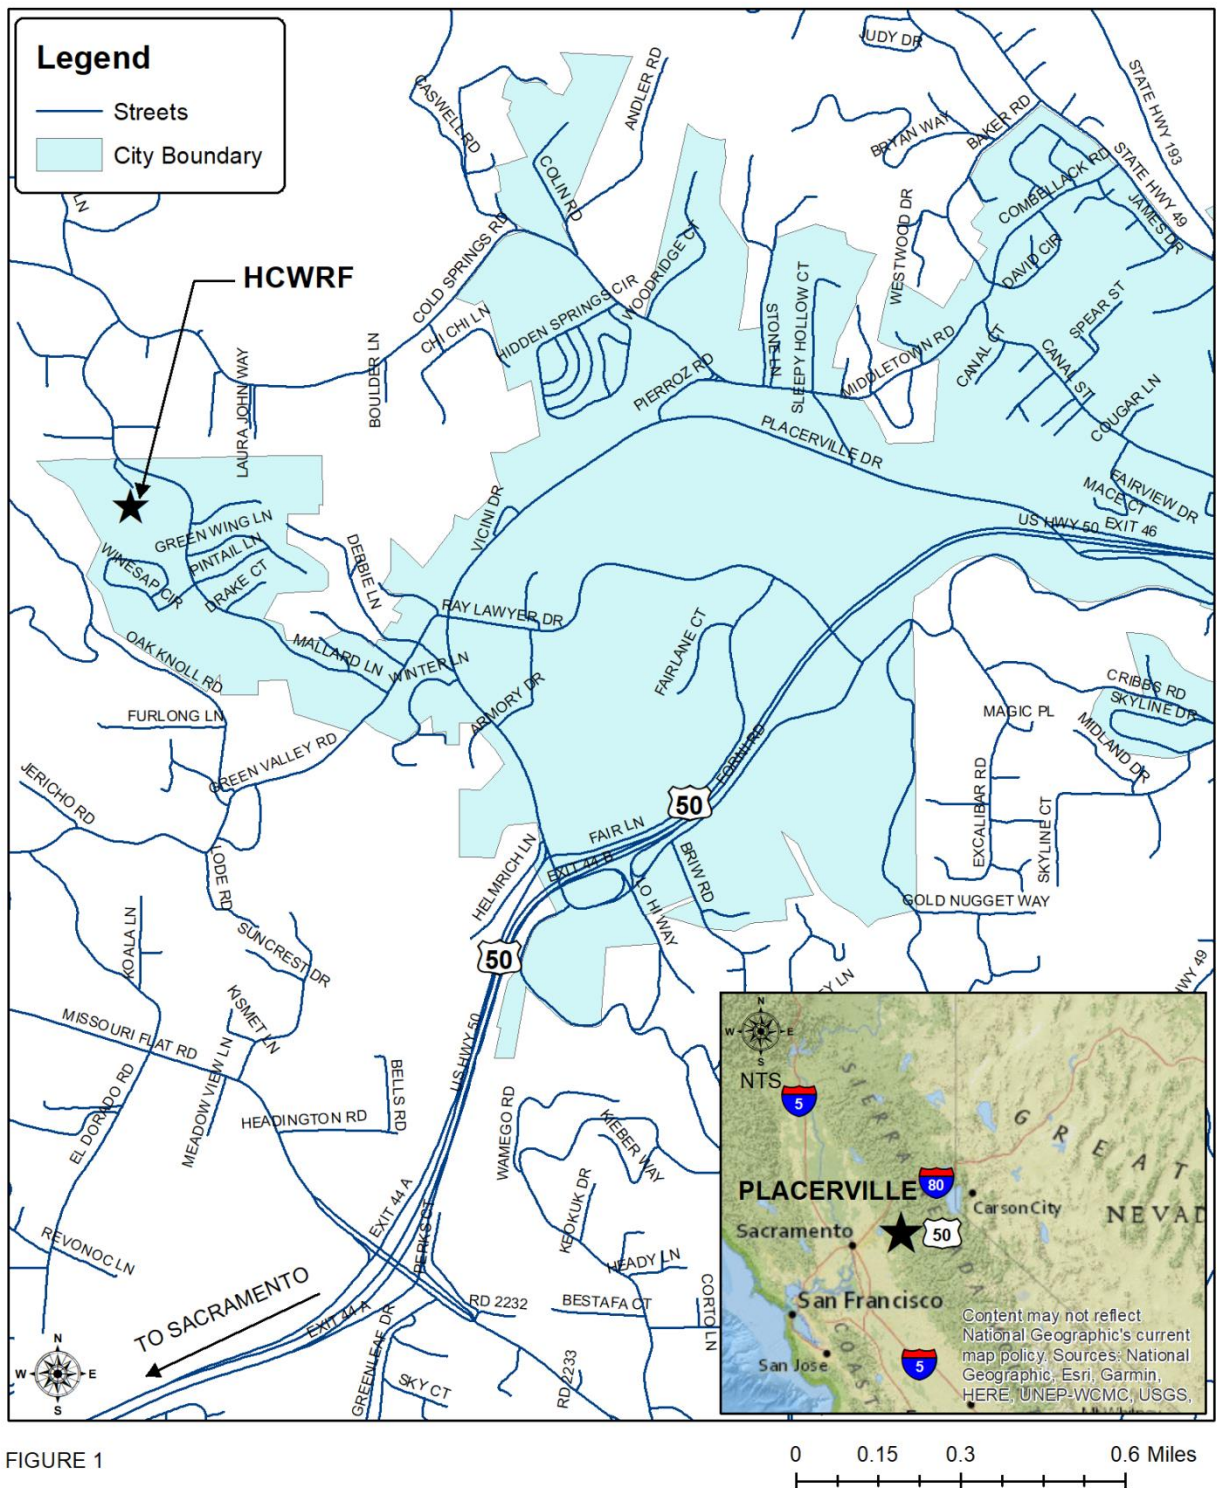 Legend
Streets
City Boundary
LN
HCWRF
CASWELL RD
ANDLER RD
COLIN RD
JUDY DR
STATE HWY 193
BRYAN WAY
BAKER RD
COMBELLACK RD
STATE HWY 49
JAMES DR
WESTWOOD DR
DAVID CIR
COLD SPRINGS RD
CHI CHI LN
HIDDEN SPRINGS CIR
WOODRIDGE CT
STONE LN
SLEEPY HOLLOW CT
MIDDLETOWN RD
CANAL CT
CANAL ST
SPEAR ST
COUGAR LN
LAURA JOHN WAY
BOULDER LN
PIERROZ RD
PLACERVILLE DR
FAIRVIEW DR
MACE CT
US HWY 50
EXIT 46
VICINI DR
GREEN WING LN
PINTAIL LN
WINESAP CIR
DRAKE CT
DEBBIE LN
RAY LAWYER DR
MALLARD LN
WINTER LN
OAK KNOLL RD
FAIRLANE CT
ARMORY DR
FURLONG LN
GREEN VALLEY RD
CRIBBS RD
SKYLINE DR
MAGIC PL
MIDLAND DR
FORNI RD
50
JERICHO RD
EXCALIBAR RD
SKYLINE CT
FAIR LN
EXIT 44 B
HELMRICH LN
BRIW RD
LO HI WAY
LODE RD
GOLD NUGGET WAY
KOALA LN
SUNCREST DR
50
EY LN
HWY 49
MISSOURI FLAT RD
KISMET LN
MEADOW VIEW LN
US HWY 50
BELLS RD
HEADINGTON RD
EL DORADO RD
WAMEGO RD
KIEBER WAY
EXIT 44 A
KEOKUK DR
PERKS CT
REVONOC LN
HEADY LN
TO SACRAMENTO
EXIT 44 A
RD 2232
BESTAFA CT
CORTO LN
GREENLEAF DR
SKY CT
RD 2233
N
W E
S
N
W E
S
NTS
5
SIERRA
GREAT
80
PLACERVILLE
Carson City
NEVAD
Sacramento
50
NEVADA
San Francisco
COAST
San Jose
5
Content may not reflect
National Geographic's current
map policy. Sources: National
Geographic, Esri, Garmin,
HERE, UNEP-WCMC, USGS,
FIGURE 1
0 0.15 0.3 0.6 Miles